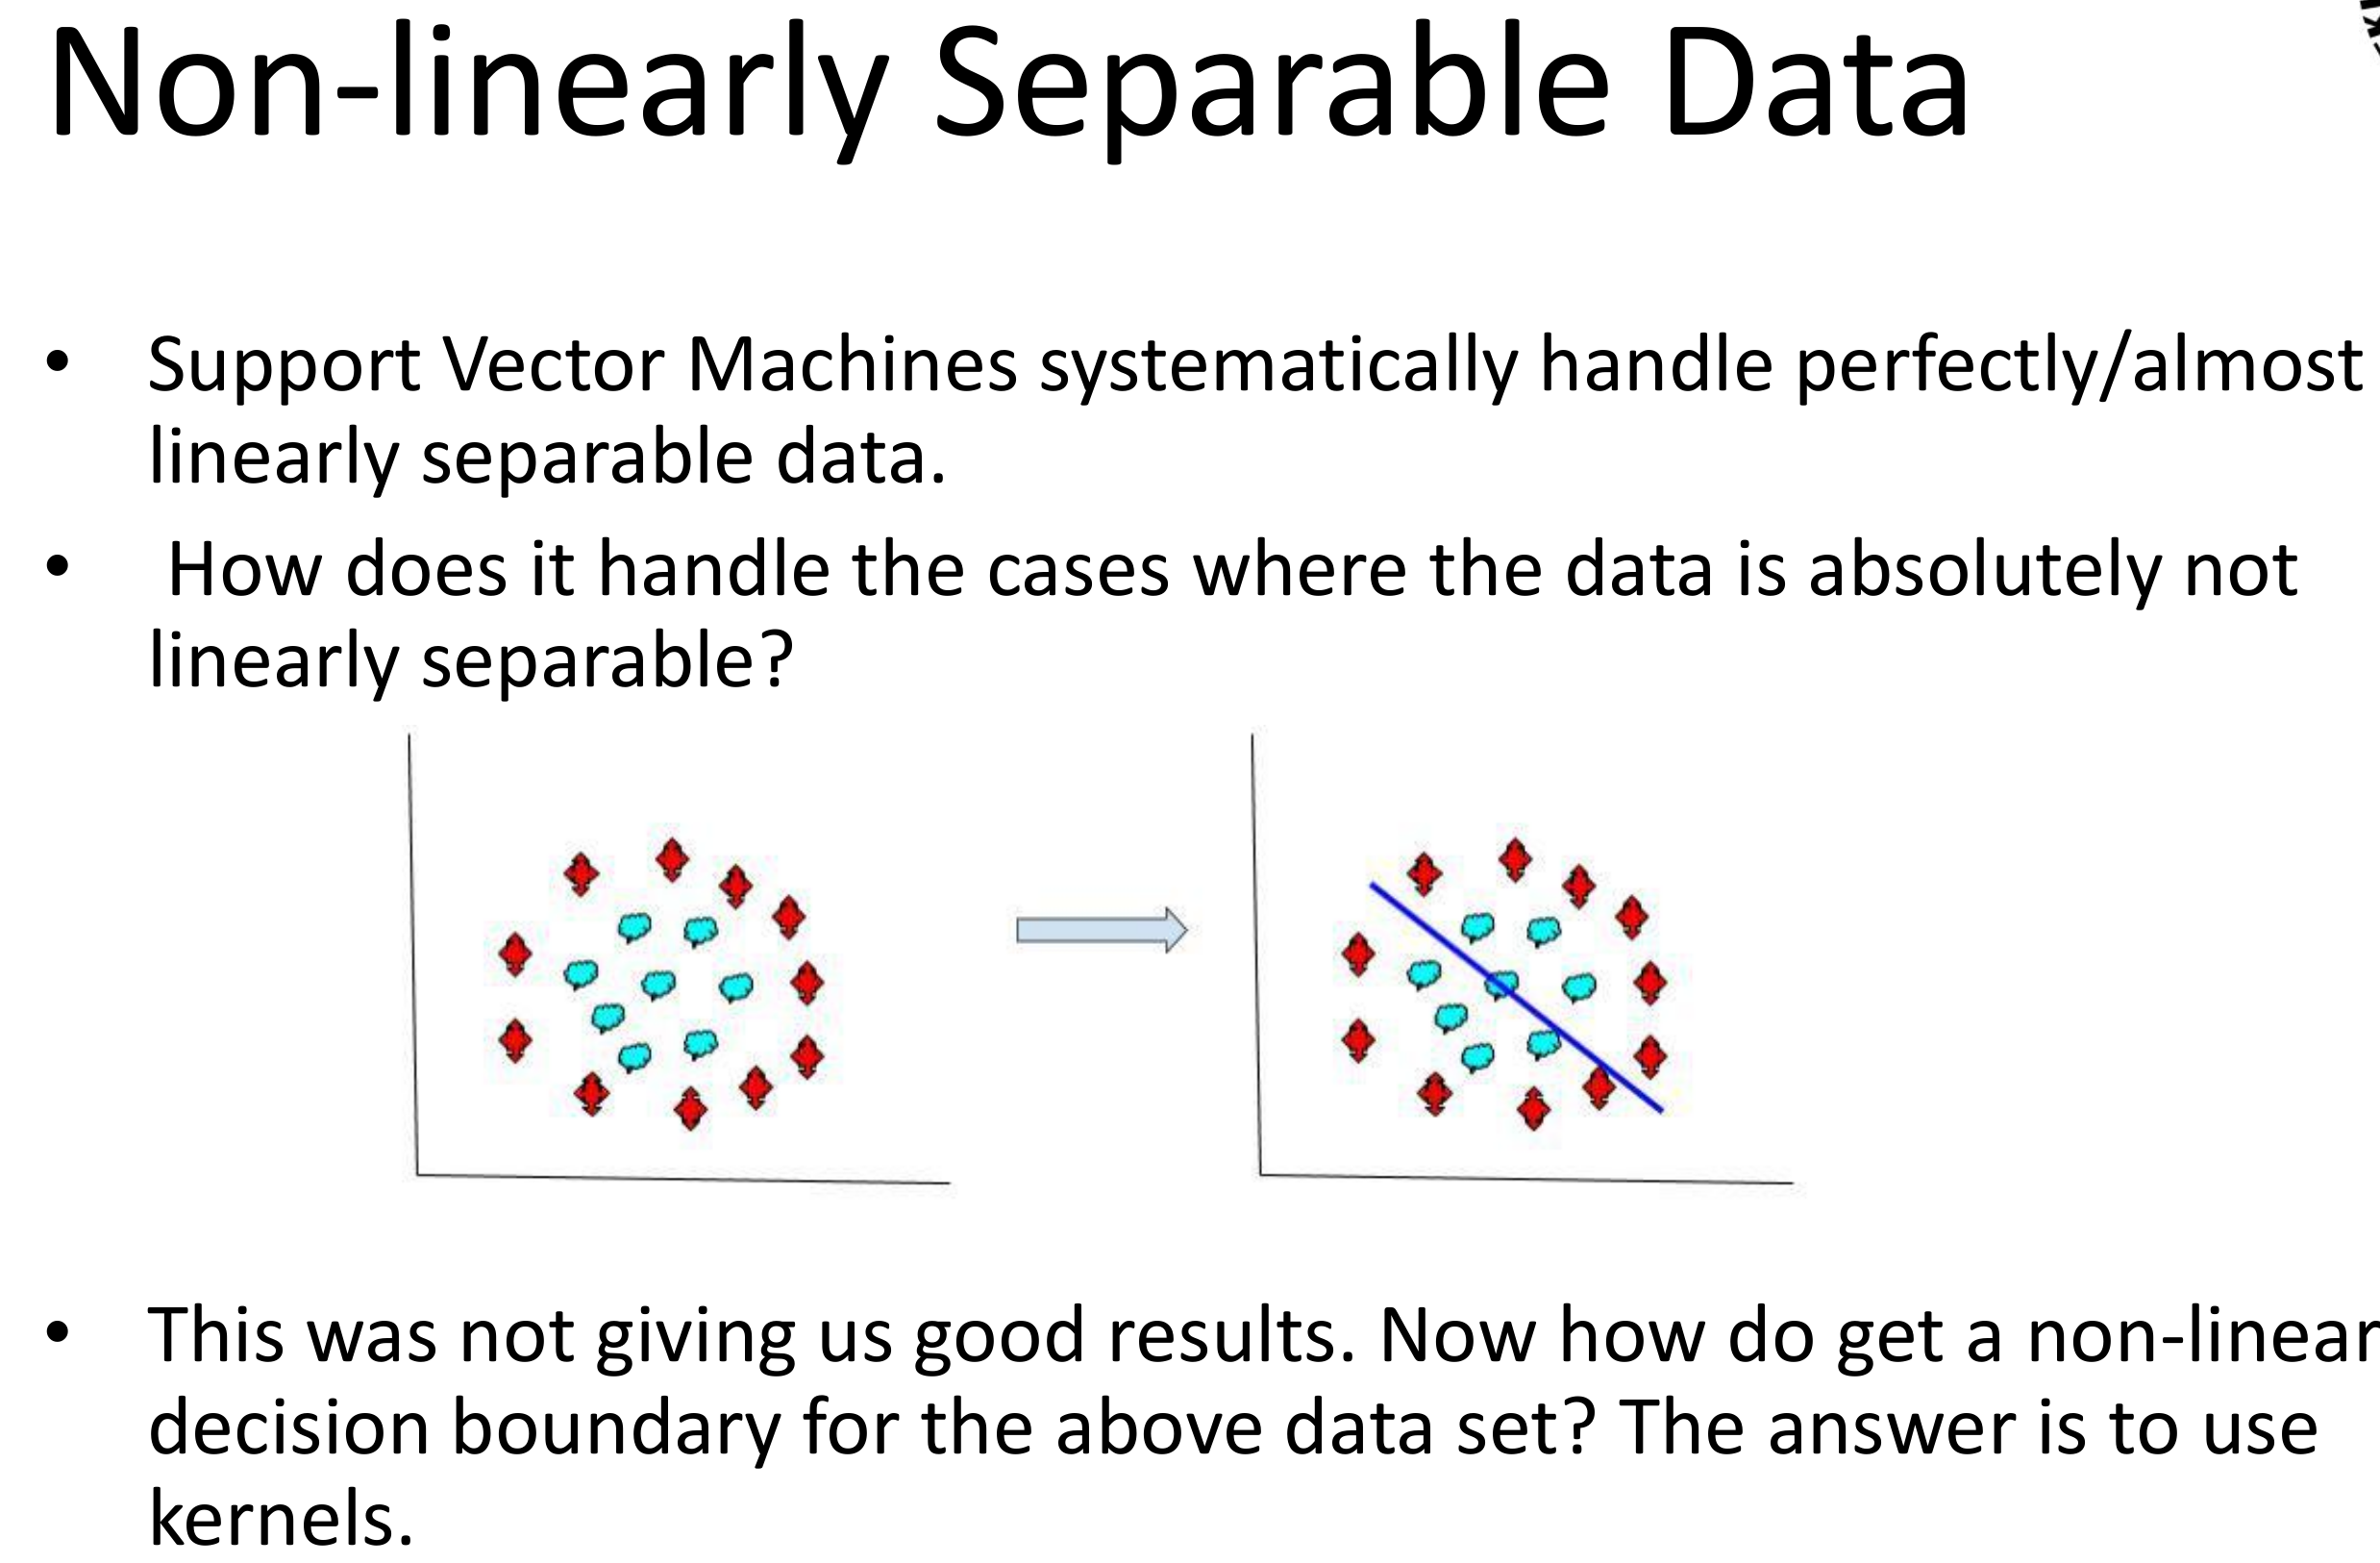 Non-linearly Separable Data
• Support Vector Machines systematically handle perfectly/almost
linearly separable data.
• How does it handle the cases where the data is absolutely not
linearly separable?
• This was not giving us good results. Now how do get a non-linear
decision boundary for the above data set? The answer is to use
kernels.